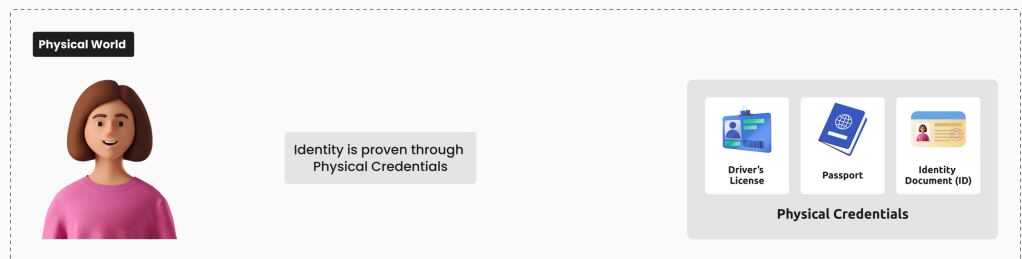 Physical World
Identity is proven through
Physical Credentials
Driver's
License
Passport
Identity
Document (ID)
Physical Credentials